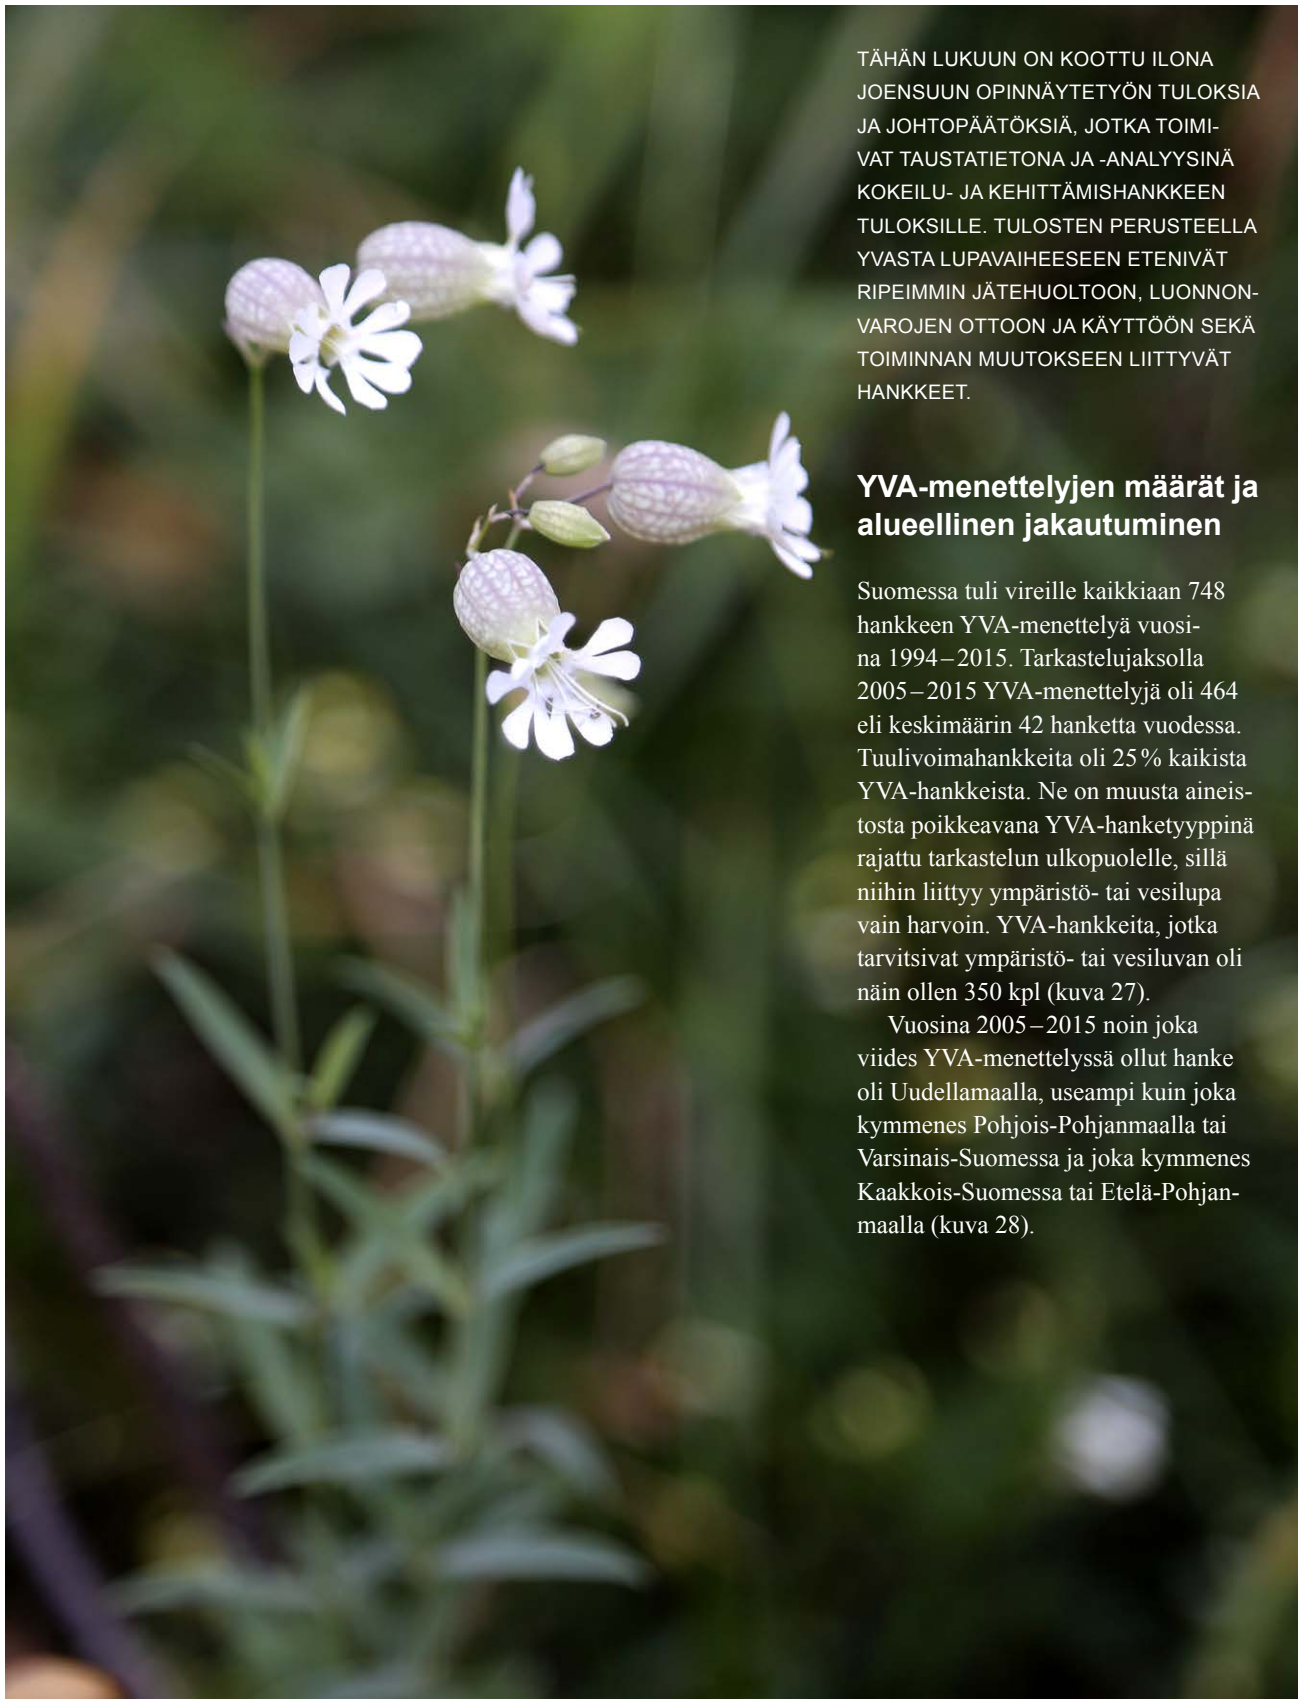 TÄHÄN LUKUUN ON KOOTTU ILONA
JOENSUUN OPINNÄYTETYÖN TULOKSIA
JA JOHTOPÄÄTÖKSIÄ, JOTKA TOIMI-
VAT TAUSTATIETONA JA -ANALYYSINÄ
KOKEILU- JA KEHITTÄMISHANKKEEN
TULOKSILLE. TULOSTEN PERUSTEELLA
YVASTA LUPAVAIHEESEEN ETENIVÄT
RIPEIMMIN JÄTEHUOLTOON, LUONNON-
VAROJEN OTTOON JA KÄYTTÖÖN SEKÄ
TOIMINNAN MUUTOKSEEN LIITTYVÄT
HANKKEET.
YVA-menettelyjen määrät ja
alueellinen jakautuminen
Suomessa tuli vireille kaikkiaan 748
hankkeen YVA-menettelyä vuosi-
na 1994–2015. Tarkastelujaksolla
2005–2015 YVA-menettelyjä oli 464
eli keskimäärin 42 hanketta vuodessa.
Tuulivoimahankkeita oli 25 % kaikista
YVA-hankkeista. Ne on muusta aineis-
tosta poikkeavana YVA-hanketyyppinä
rajattu tarkastelun ulkopuolelle, sillä
niihin liittyy ympäristö- tai vesilupa
vain harvoin. YVA-hankkeita, jotka
tarvitsivat ympäristö- tai vesiluvan oli
näin ollen 350 kpl (kuva 27).
Vuosina 2005–2015 noin joka
viides YVA-menettelyssä ollut hanke
oli Uudellamaalla, useampi kuin joka
kymmenes Pohjois-Pohjanmaalla tai
Varsinais-Suomessa ja joka kymmenes
Kaakkois-Suomessa tai Etelä-Pohjan-
maalla (kuva 28).